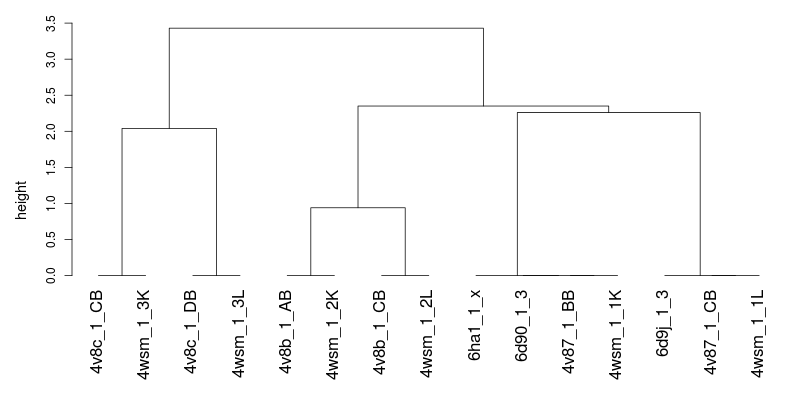 height
3.5
3.0
2.5
2.0
1.5
1.0
0.5
0.0
4v8c_1_CB
4wsm_1_3K
4v8c_1_DB
4wsm_1_3L
4v8b_1_AB
4wsm_1_2K
4v8b_1_CB
4wsm_1_2L
6ha1_1_x
6d90_1_3
4v87_1_BB
4wsm_1_1K
6d9j_1_3
4v87_1_CB
4wsm_1_1L